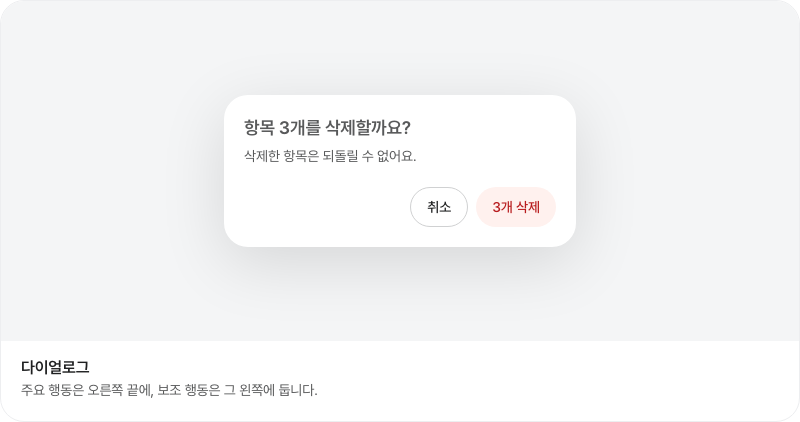 항목 3개를 삭제할까요?
삭제한 항목은 되돌릴 수 없어요.
취소
3개 삭제
다이얼로그
주요 행동은 오른쪽 끝에, 보조 행동은 그 왼쪽에 둡니다.